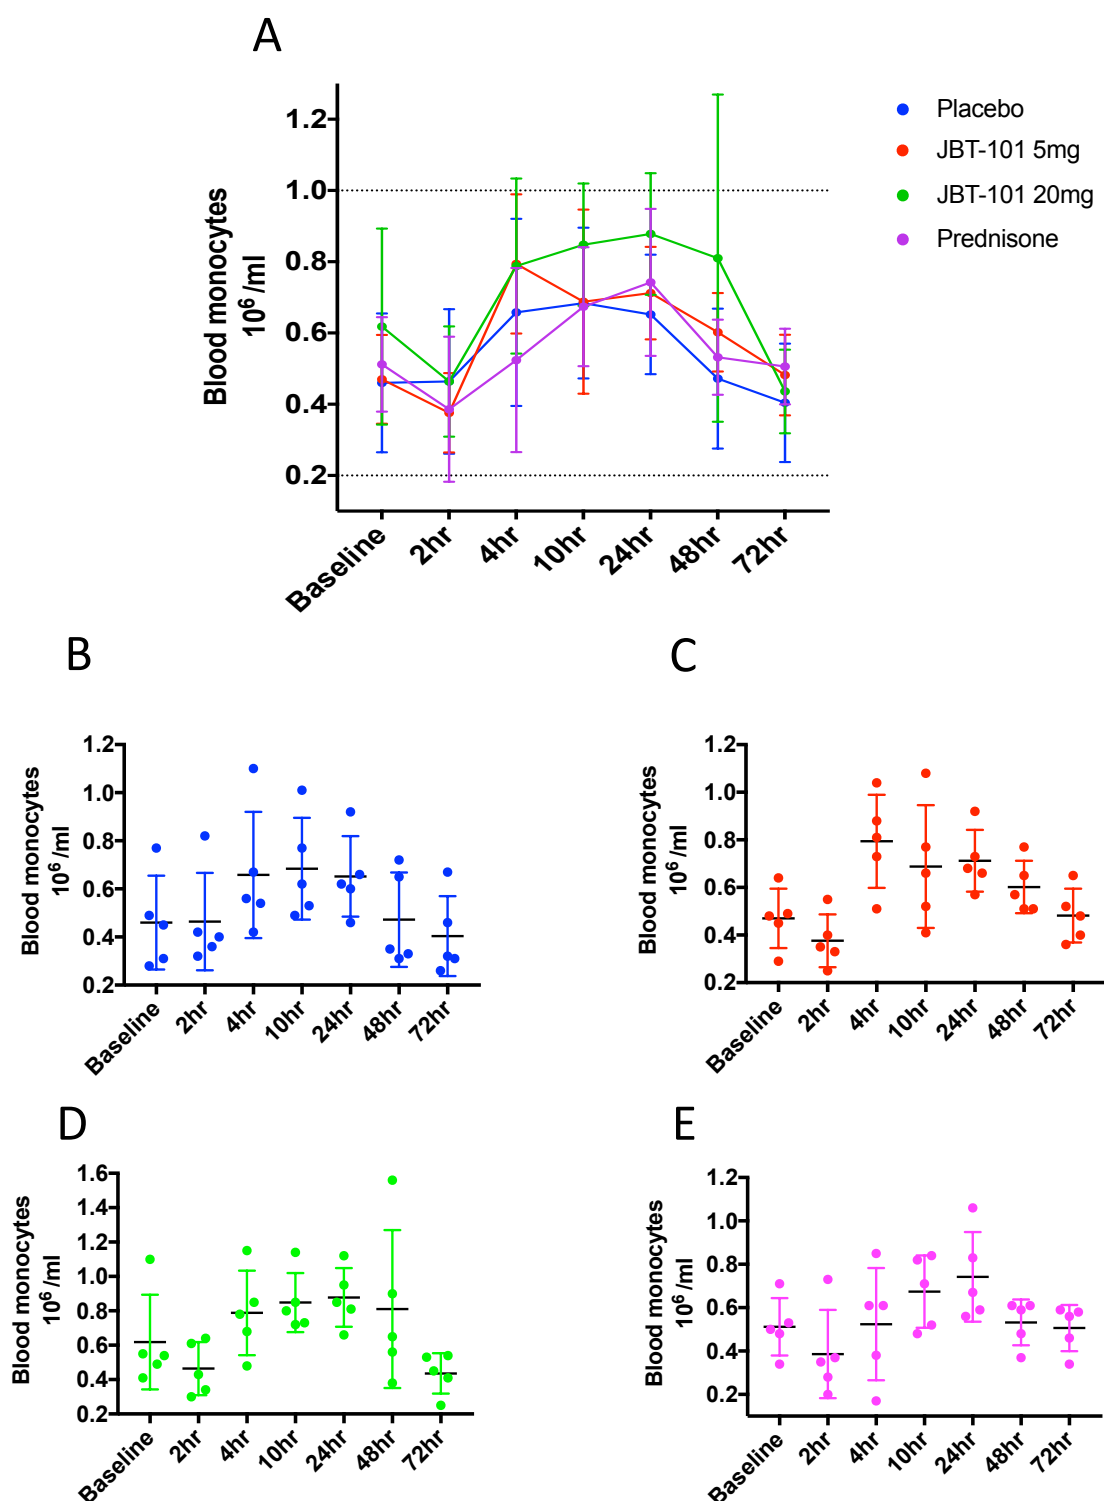 A
Blood monocytes
10⁶ /ml
1.2
1.0
0.8
0.6
0.4
0.2
Baseline
2hr
4hr
10hr
24hr
48hr
72hr
Placebo
JBT-101 5mg
JBT-101 20mg
Prednisone
B
Blood monocytes
10⁶ /ml
1.2
1.0
0.8
0.6
0.4
0.2
Baseline
2hr
4hr
10hr
24hr
48hr
72hr
C
Blood monocytes
10⁶ /ml
1.2
1.0
0.8
0.6
0.4
0.2
Baseline
2hr
4hr
10hr
24hr
48hr
72hr
D
Blood monocytes
10⁶ /ml
1.6
1.4
1.2
1.0
0.8
0.6
0.4
0.2
Baseline
2hr
4hr
10hr
24hr
48hr
72hr
E
Blood monocytes
10⁶ /ml
1.2
1.0
0.8
0.6
0.4
0.2
Baseline
2hr
4hr
10hr
24hr
48hr
72hr